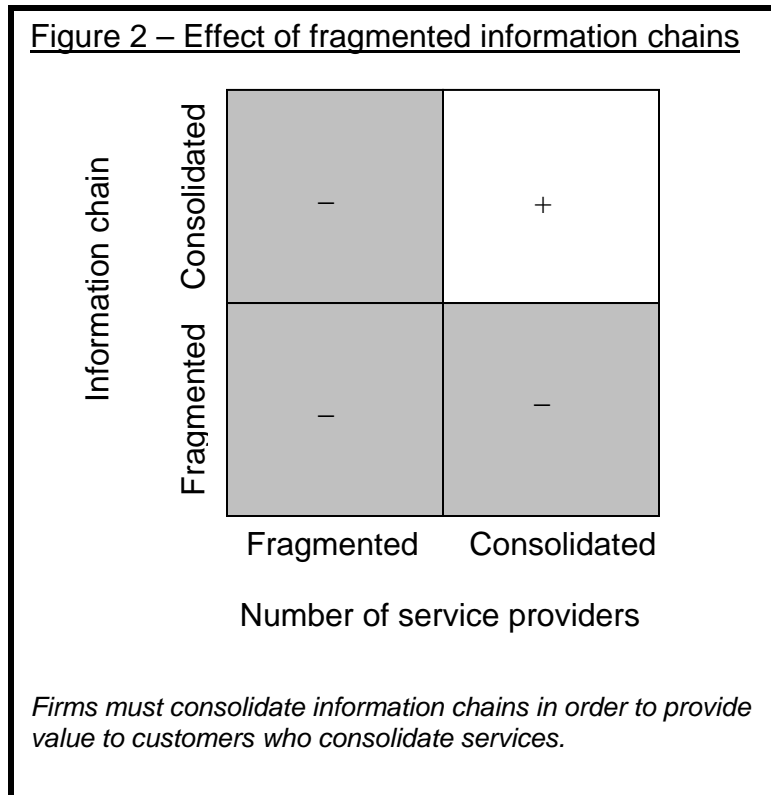 Figure 2 – Effect of fragmented information chains
Information chain
Consolidated
– +
Fragmented
– –
Fragmented Consolidated
Number of service providers
Firms must consolidate information chains in order to provide
value to customers who consolidate services.